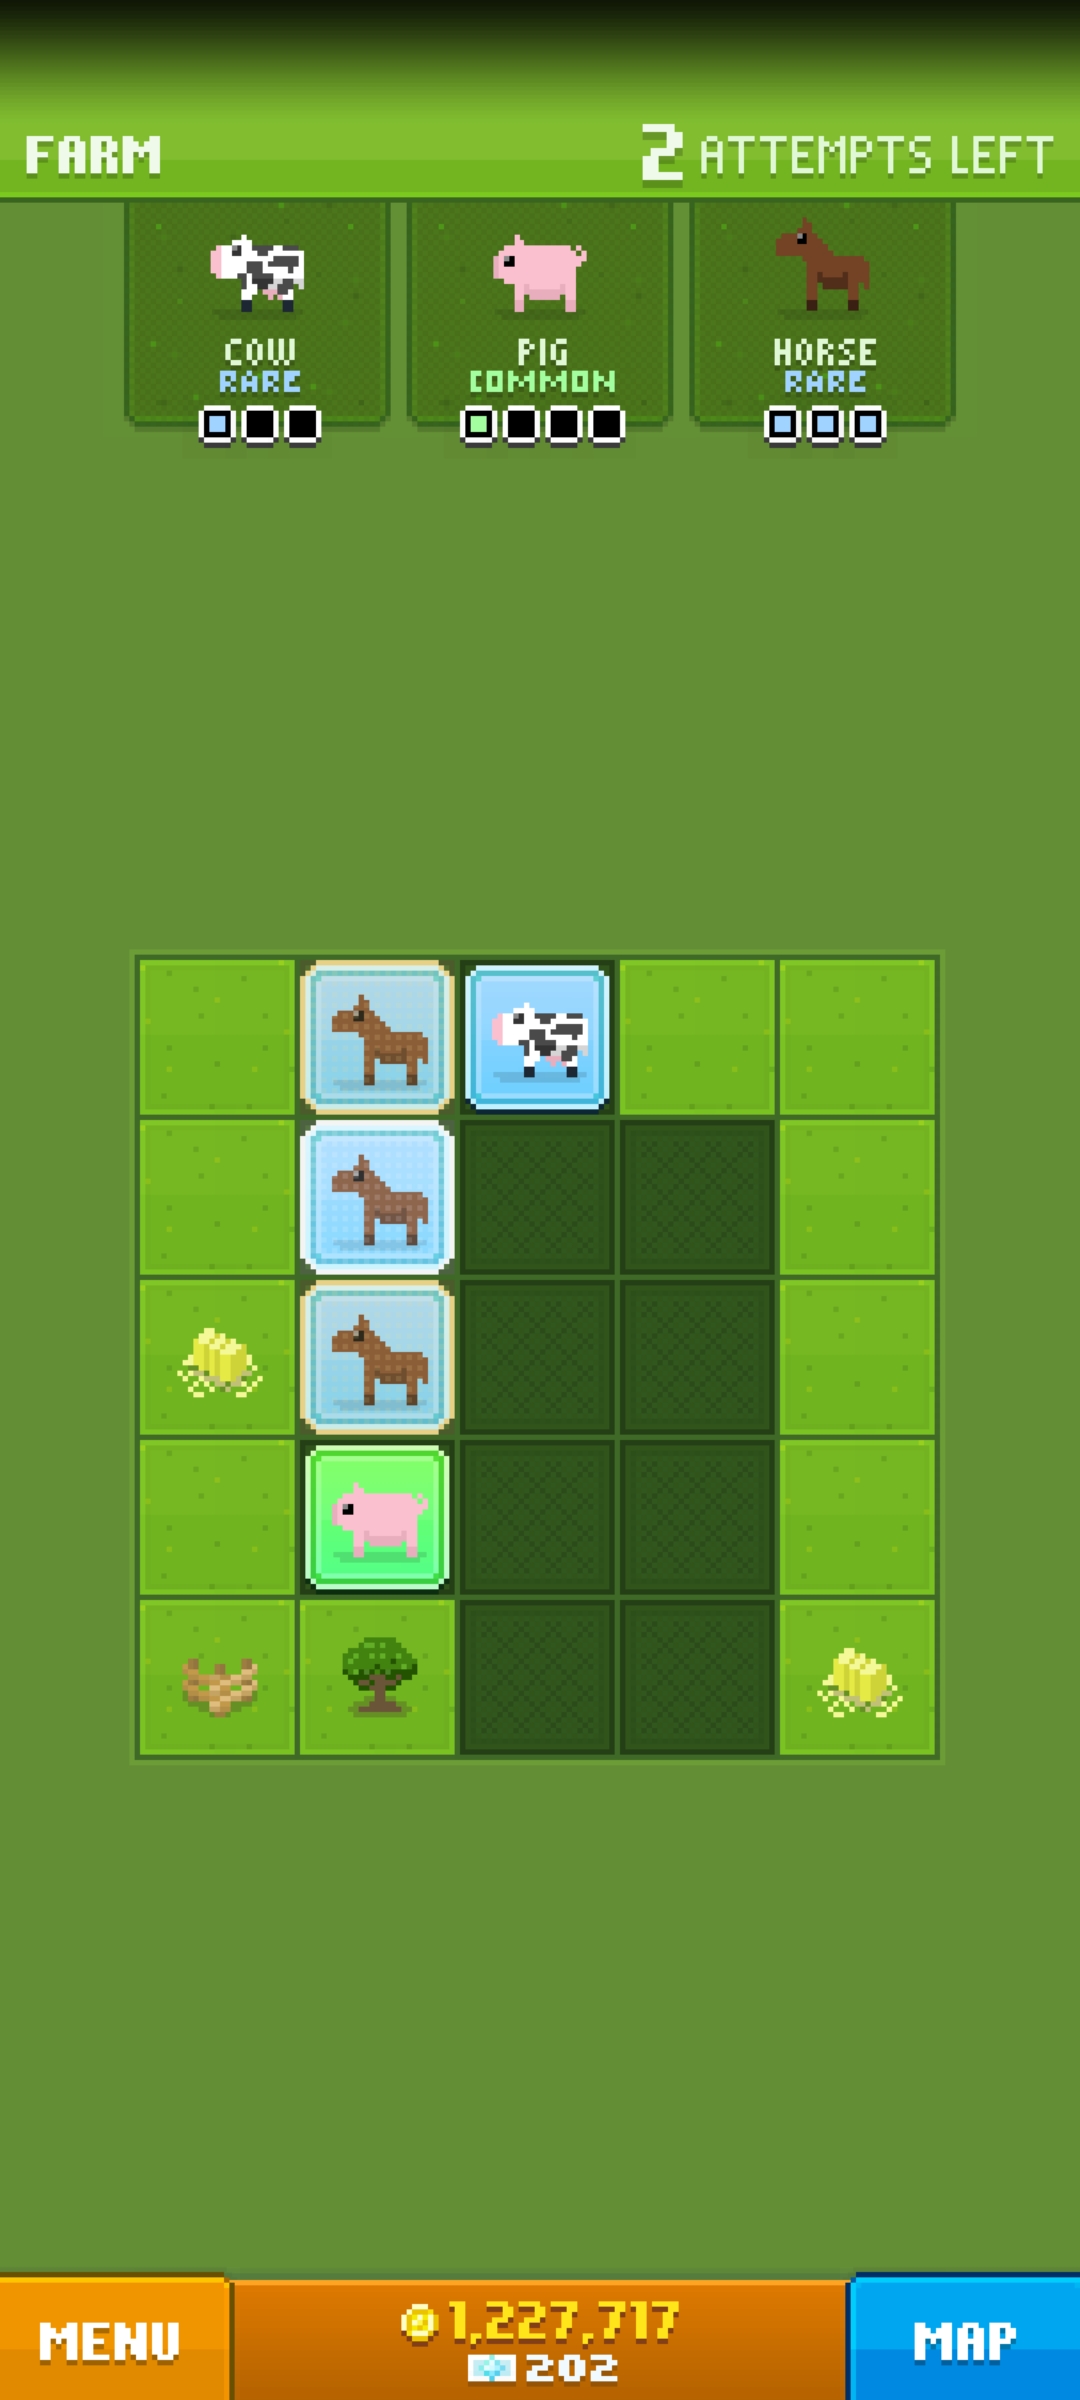 FARM
2 ATTEMPTS LEFT
COW
RARE
PIG
COMMON
HORSE
RARE
MENU
1,227,717
202
MAP